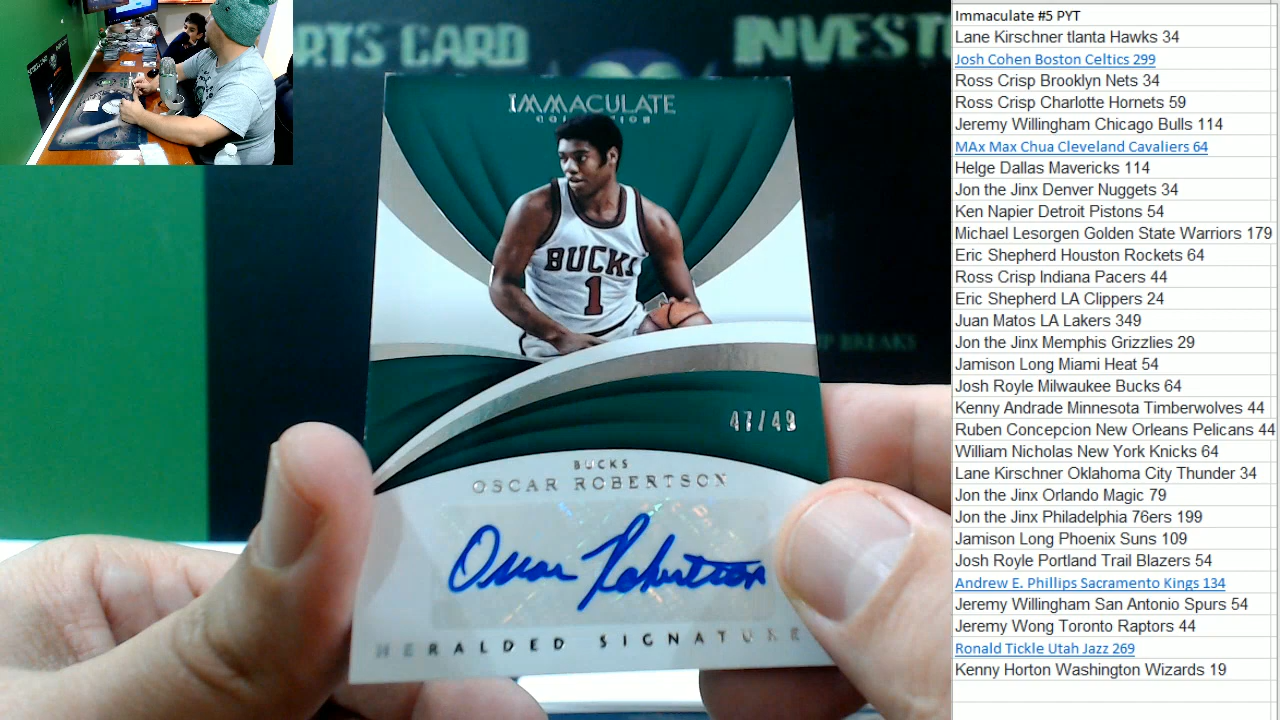 RTS CARD INVEST
IMMACULATE
COLLECTION
BUCKS
1
P BREAKS
47/49
BUCKS
OSCAR ROBERTSON
Oscar Robertson
HERALDED SIGNATURE
Immaculate #5 PYT
Lane Kirschner tlanta Hawks 34
Josh Cohen Boston Celtics 299
Ross Crisp Brooklyn Nets 34
Ross Crisp Charlotte Hornets 59
Jeremy Willingham Chicago Bulls 114
MAx Max Chua Cleveland Cavaliers 64
Helge Dallas Mavericks 114
Jon the Jinx Denver Nuggets 34
Ken Napier Detroit Pistons 54
Michael Lesorgen Golden State Warriors 179
Eric Shepherd Houston Rockets 64
Ross Crisp Indiana Pacers 44
Eric Shepherd LA Clippers 24
Juan Matos LA Lakers 349
Jon the Jinx Memphis Grizzlies 29
Jamison Long Miami Heat 54
Josh Royle Milwaukee Bucks 64
Kenny Andrade Minnesota Timberwolves 44
Ruben Concepcion New Orleans Pelicans 44
William Nicholas New York Knicks 64
Lane Kirschner Oklahoma City Thunder 34
Jon the Jinx Orlando Magic 79
Jon the Jinx Philadelphia 76ers 199
Jamison Long Phoenix Suns 109
Josh Royle Portland Trail Blazers 54
Andrew E. Phillips Sacramento Kings 134
Jeremy Willingham San Antonio Spurs 54
Jeremy Wong Toronto Raptors 44
Ronald Tickle Utah Jazz 269
Kenny Horton Washington Wizards 19